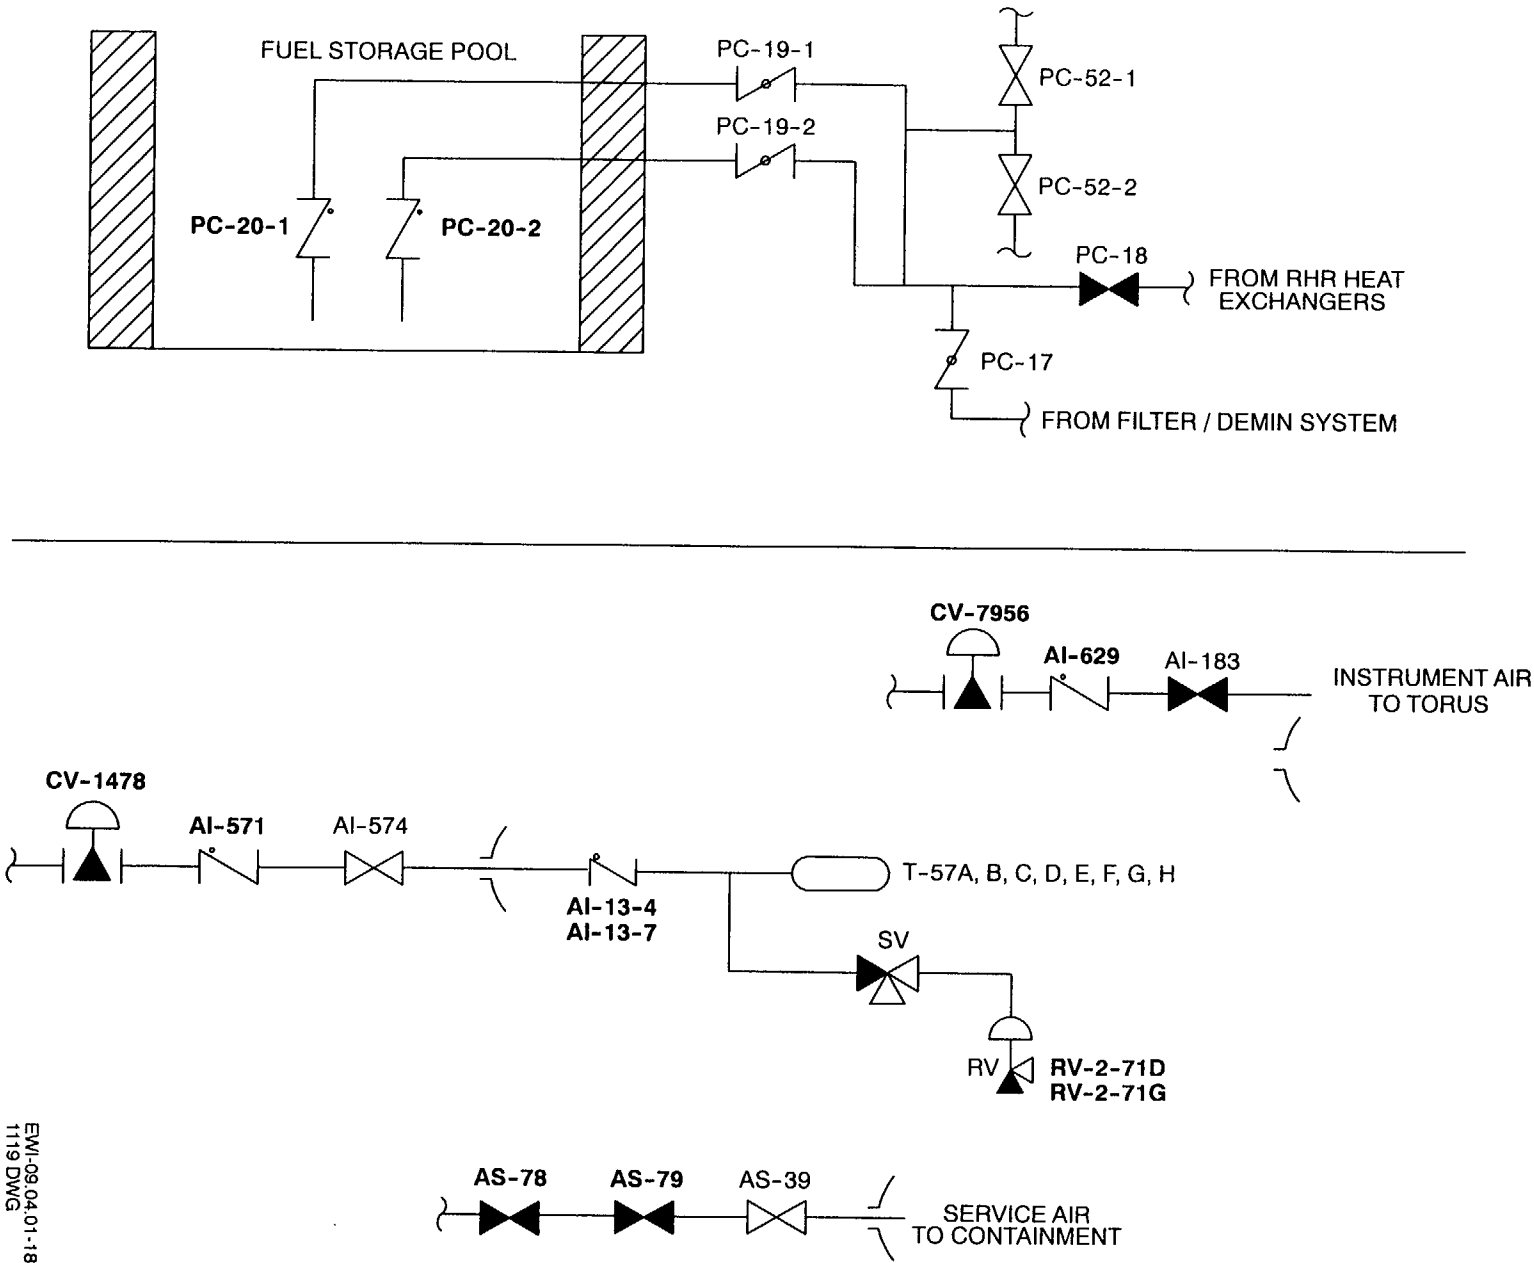 FUEL STORAGE POOL
PC-19-1
PC-52-1
PC-19-2
PC-52-2
PC-20-1
PC-20-2
PC-18
FROM RHR HEAT
EXCHANGERS
PC-17
FROM FILTER / DEMIN SYSTEM
CV-7956
AI-629
AI-183
INSTRUMENT AIR
TO TORUS
CV-1478
AI-571
AI-574
T-57A, B, C, D, E, F, G, H
AI-13-4
AI-13-7
SV
RV
RV-2-71D
RV-2-71G
AS-78
AS-79
AS-39
SERVICE AIR
TO CONTAINMENT
EWI-09.04.01-18
1119 DWG